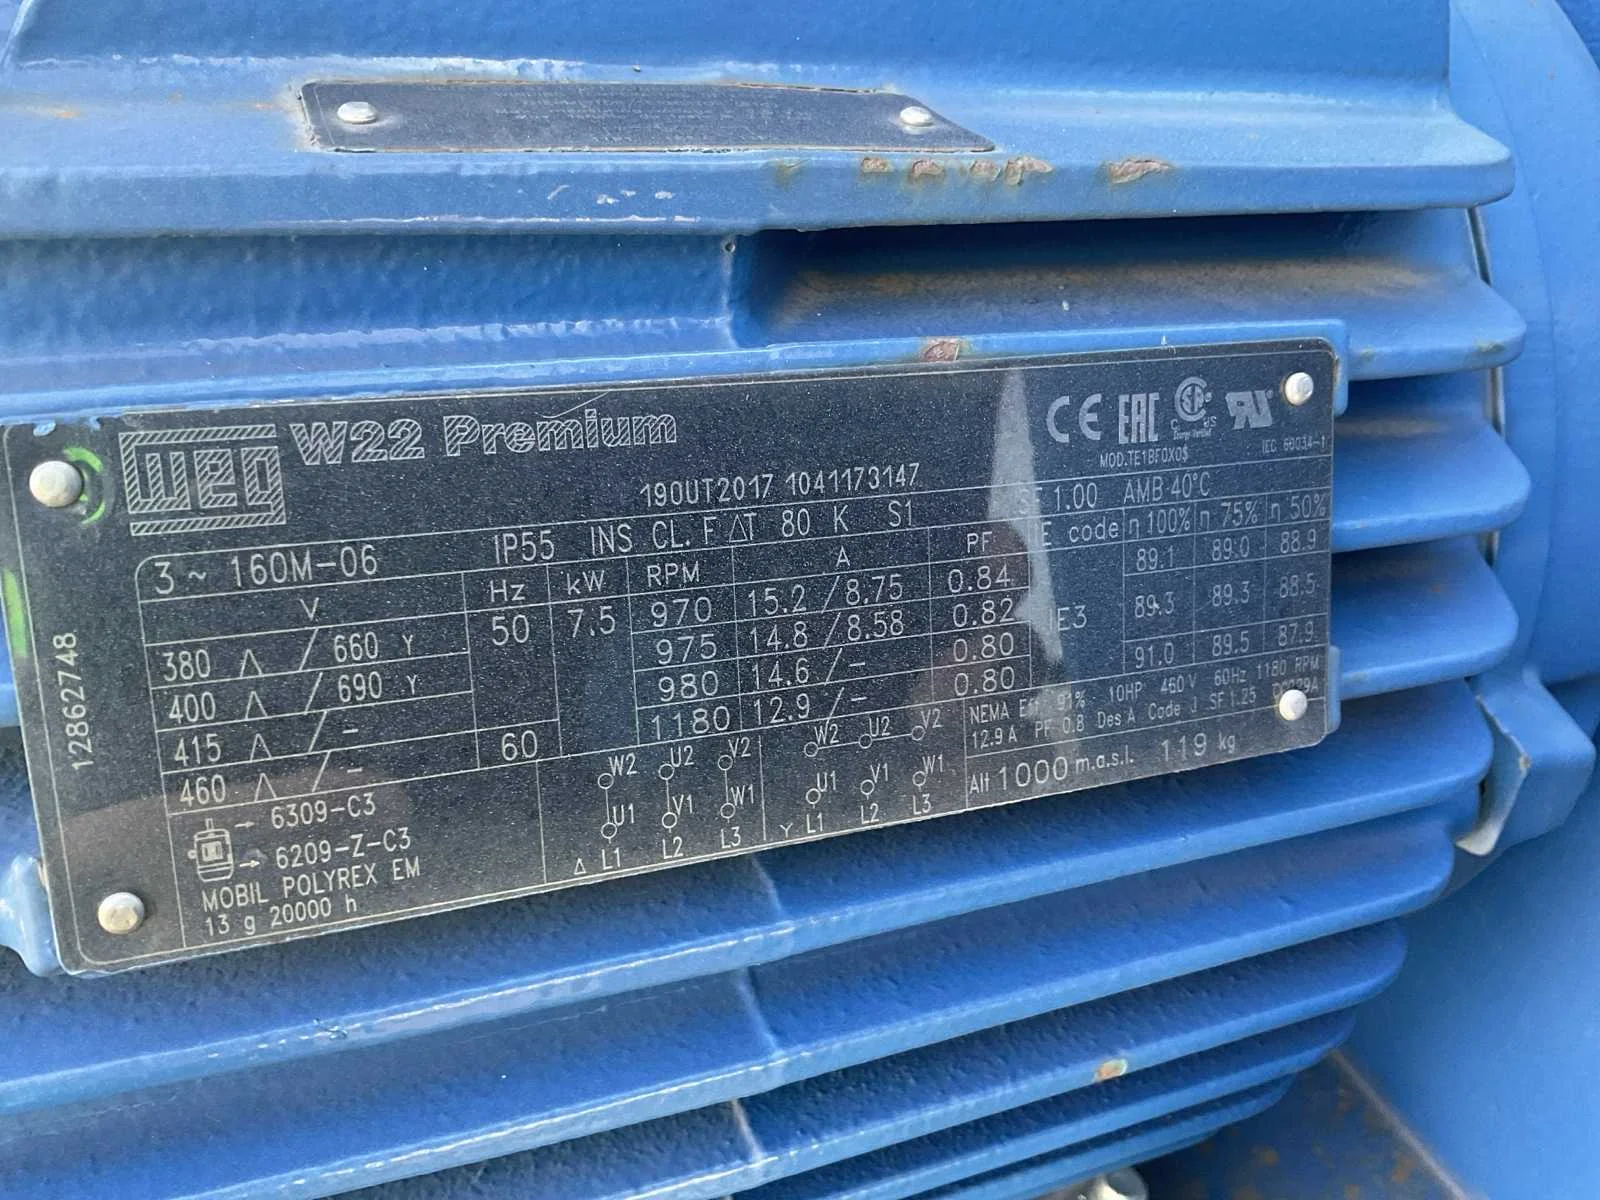 WEG W22 Premium
CE EAC SA C US RU
MOD.TE1BF0X0$
IEC 60034-1
19OUT2017 1041173147
3 ~ 160M-06 IP55 INS CL. F ΔT 80 K S1 SF 1.00 AMB 40°C
V Hz kW RPM A PF IE code η 100% η 75% η 50%
380 Δ / 660 Y 50 7.5 970 15.2 / 8.75 0.84 IE3 89.1 89.0 88.9
400 Δ / 690 Y 975 14.8 / 8.58 0.82 89.3 89.3 88.5
415 Δ / - 980 14.6 / - 0.80
460 Δ / - 60 1180 12.9 / - 0.80 91.0 89.5 87.9
NEMA Eff 91% 10HP 460V 60Hz 1180 RPM
12.9A PF 0.8 Des A Code J SF 1.25
Alt 1000 m.a.s.l. 119 kg
→ 6309-C3
→ 6209-Z-C3
MOBIL POLYREX EM
13 g 20000 h
W2 U2 V2 W2 U2 V2
U1 V1 W1 U1 V1 W1
Δ L1 L2 L3 Y L1 L2 L3
12862748